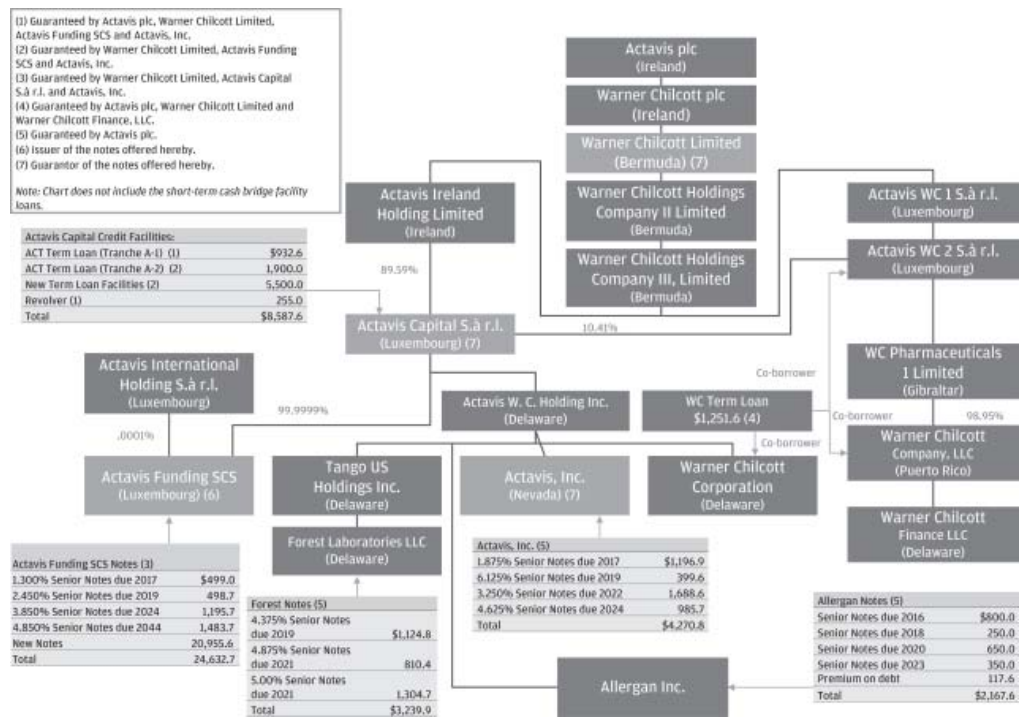 (1) Guaranteed by Actavis plc, Warner Chilcott Limited,
Actavis Funding SCS and Actavis, Inc.
(2) Guaranteed by Warner Chilcott Limited, Actavis Funding
SCS and Actavis, Inc.
(3) Guaranteed by Warner Chilcott Limited, Actavis Capital
S.à r.l. and Actavis, Inc.
(4) Guaranteed by Actavis plc, Warner Chilcott Limited and
Warner Chilcott Finance, LLC.
(5) Guaranteed by Actavis plc.
(6) Issuer of the notes offered hereby.
(7) Guarantor of the notes offered hereby.
Note: Chart does not include the short-term cash bridge facility
loans.
Actavis plc
(Ireland)
Warner Chilcott plc
(Ireland)
Warner Chilcott Limited
(Bermuda) (7)
Warner Chilcott Holdings
Company II Limited
(Bermuda)
Warner Chilcott Holdings
Company III, Limited
(Bermuda)
Actavis Ireland
Holding Limited
(Ireland)
Actavis WC 1 S.à r.l.
(Luxembourg)
Actavis WC 2 S.à r.l.
(Luxembourg)
Actavis Capital Credit Facilities:
ACT Term Loan (Tranche A-1) (1) $932.6
ACT Term Loan (Tranche A-2) (2) 1,900.0
New Term Loan Facilities (2) 5,500.0
Revolver (1) 255.0
Total $8,587.6
89.59%
Actavis Capital S.à r.l.
(Luxembourg) (7)
10.41%
Actavis International
Holding S.à r.l.
(Luxembourg)
.0001%
99.9999%
Actavis W. C. Holding Inc.
(Delaware)
WC Term Loan
$1,251.6 (4)
Co-borrower
Co-borrower
Co-borrower
WC Pharmaceuticals
1 Limited
(Gibraltar)
98.95%
Actavis Funding SCS
(Luxembourg) (6)
Tango US
Holdings Inc.
(Delaware)
Actavis, Inc.
(Nevada) (7)
Warner Chilcott
Corporation
(Delaware)
Warner Chilcott
Company, LLC
(Puerto Rico)
Forest Laboratories LLC
(Delaware)
Warner Chilcott
Finance LLC
(Delaware)
Actavis Funding SCS Notes (3)
1.300% Senior Notes due 2017 $499.0
2.450% Senior Notes due 2019 498.7
3.850% Senior Notes due 2024 1,195.7
4.850% Senior Notes due 2044 1,483.7
New Notes 20,955.6
Total 24,632.7
Forest Notes (5)
4.375% Senior Notes
due 2019 $1,124.8
4.875% Senior Notes
due 2021 810.4
5.00% Senior Notes
due 2021 1,304.7
Total $3,239.9
Actavis, Inc. (5)
1.875% Senior Notes due 2017 $1,196.9
6.125% Senior Notes due 2019 399.6
3.250% Senior Notes due 2022 1,688.6
4.625% Senior Notes due 2024 985.7
Total $4,270.8
Allergan Inc.
Allergan Notes (5)
Senior Notes due 2016 $800.0
Senior Notes due 2018 250.0
Senior Notes due 2020 650.0
Senior Notes due 2023 350.0
Premium on debt 117.6
Total $2,167.6